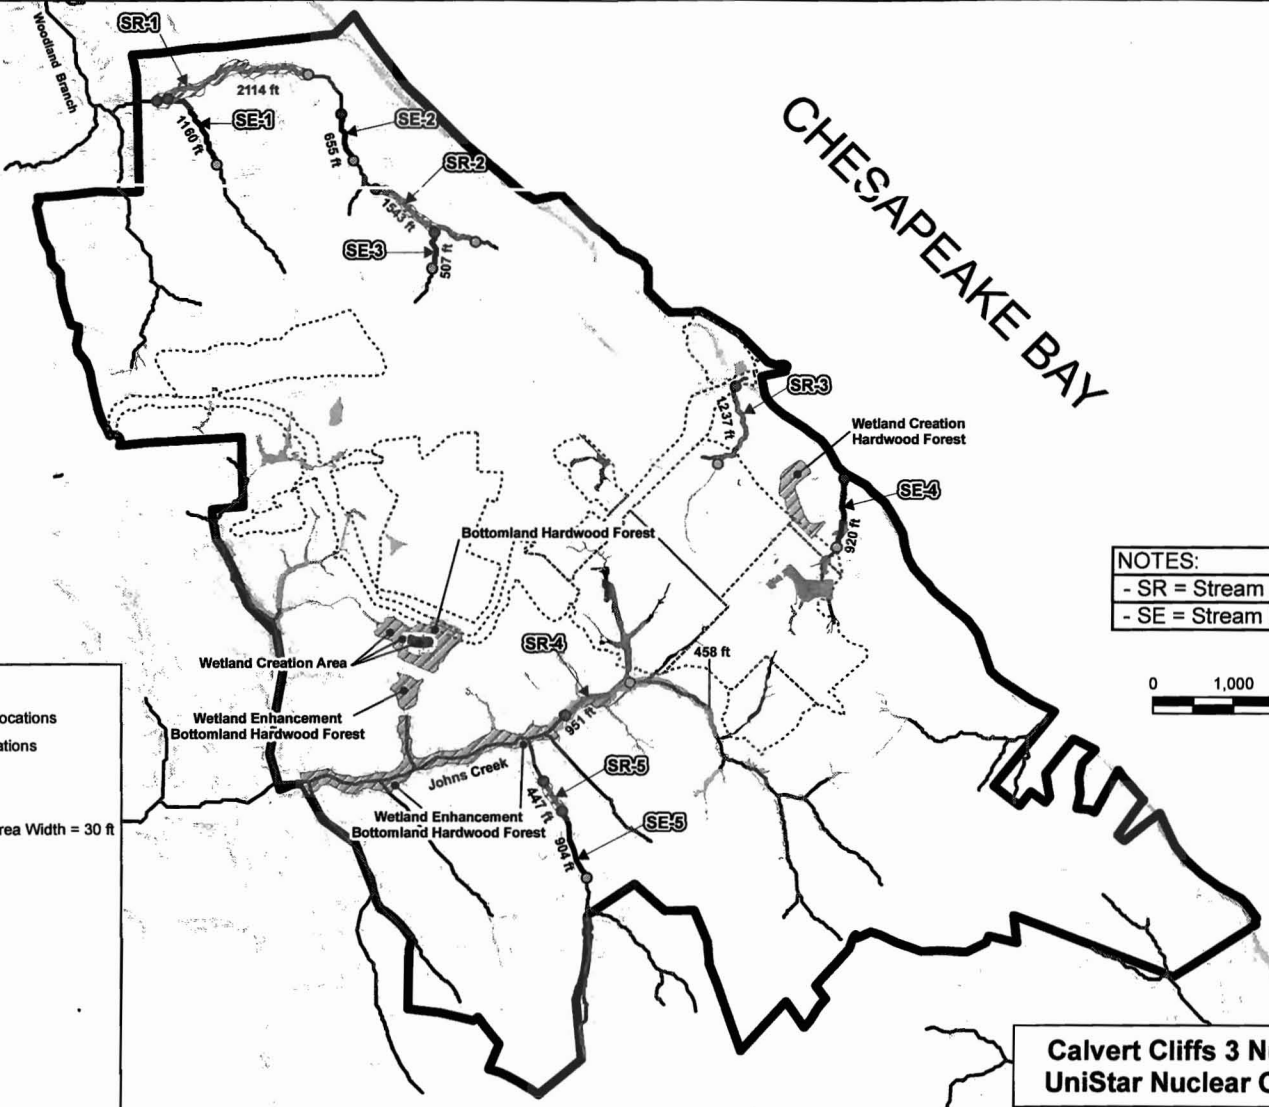 SR-1
Woodland Branch
2114 ft
SE-1
1160 ft
SE-2
655 ft
SR-2
1543 ft
SE-3
507 ft
CHESAPEAKE BAY
SR-3
1237 ft
Wetland Creation
Hardwood Forest
SE-4
920 ft
Bottomland Hardwood Forest
NOTES:
- SR = Stream
- SE = Stream
Wetland Creation Area
SR-4
458 ft
0 1,000
ocations
ations
Wetland Enhancement
Bottomland Hardwood Forest
951 ft
Johns Creek
SR-5
447 ft
Wetland Enhancement
Bottomland Hardwood Forest
SE-5
904 ft
rea Width = 30 ft
Calvert Cliffs 3 N
UniStar Nuclear